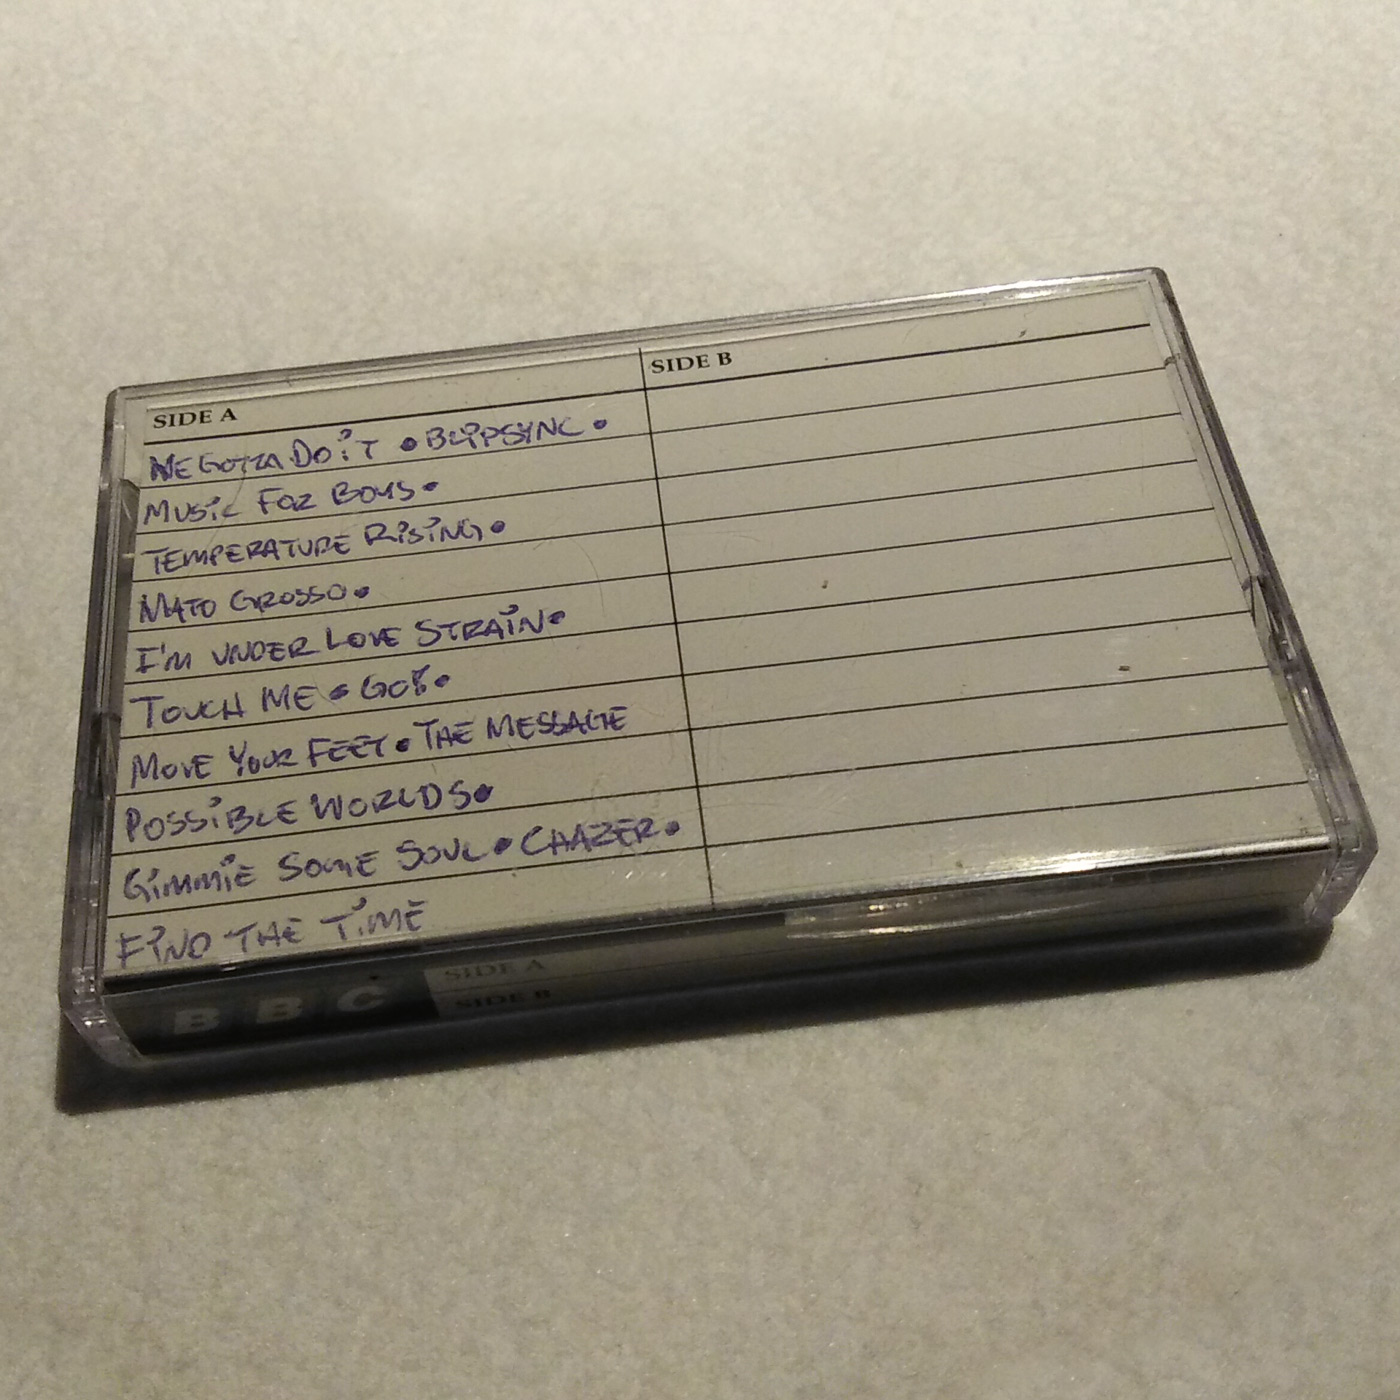 SIDE A
SIDE B
WE GOTTA DO iT • BLiPSYNC •
MUSiC FOR BOYS •
TEMPERATURE RiSiNG •
MATO GROSSO •
I'M UNDER LOVE STRAiN •
TOUCH ME • GO! •
MOVE YOUR FEET • THE MESSAGE
POSSiBLE WORLDS •
GiMMiE SOME SOUL • CHAZER •
FiND THE TiME
BBC
SIDE A
SIDE B